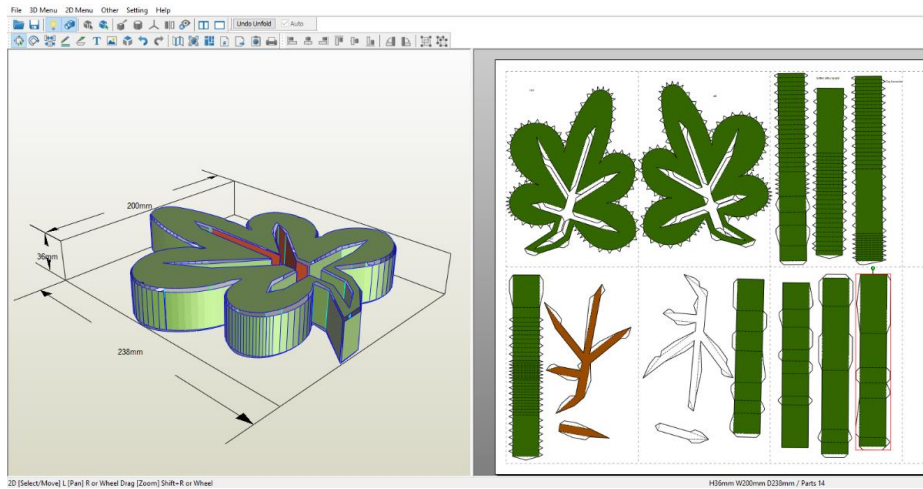 File 3D Menu 2D Menu Other Setting Help
Undo Unfold Auto
T
200mm
36mm
238mm
2D [Select/Move] L [Pan] R or Wheel Drag [Zoom] Shift+R or Wheel
H36mm W200mm D238mm / Parts 14